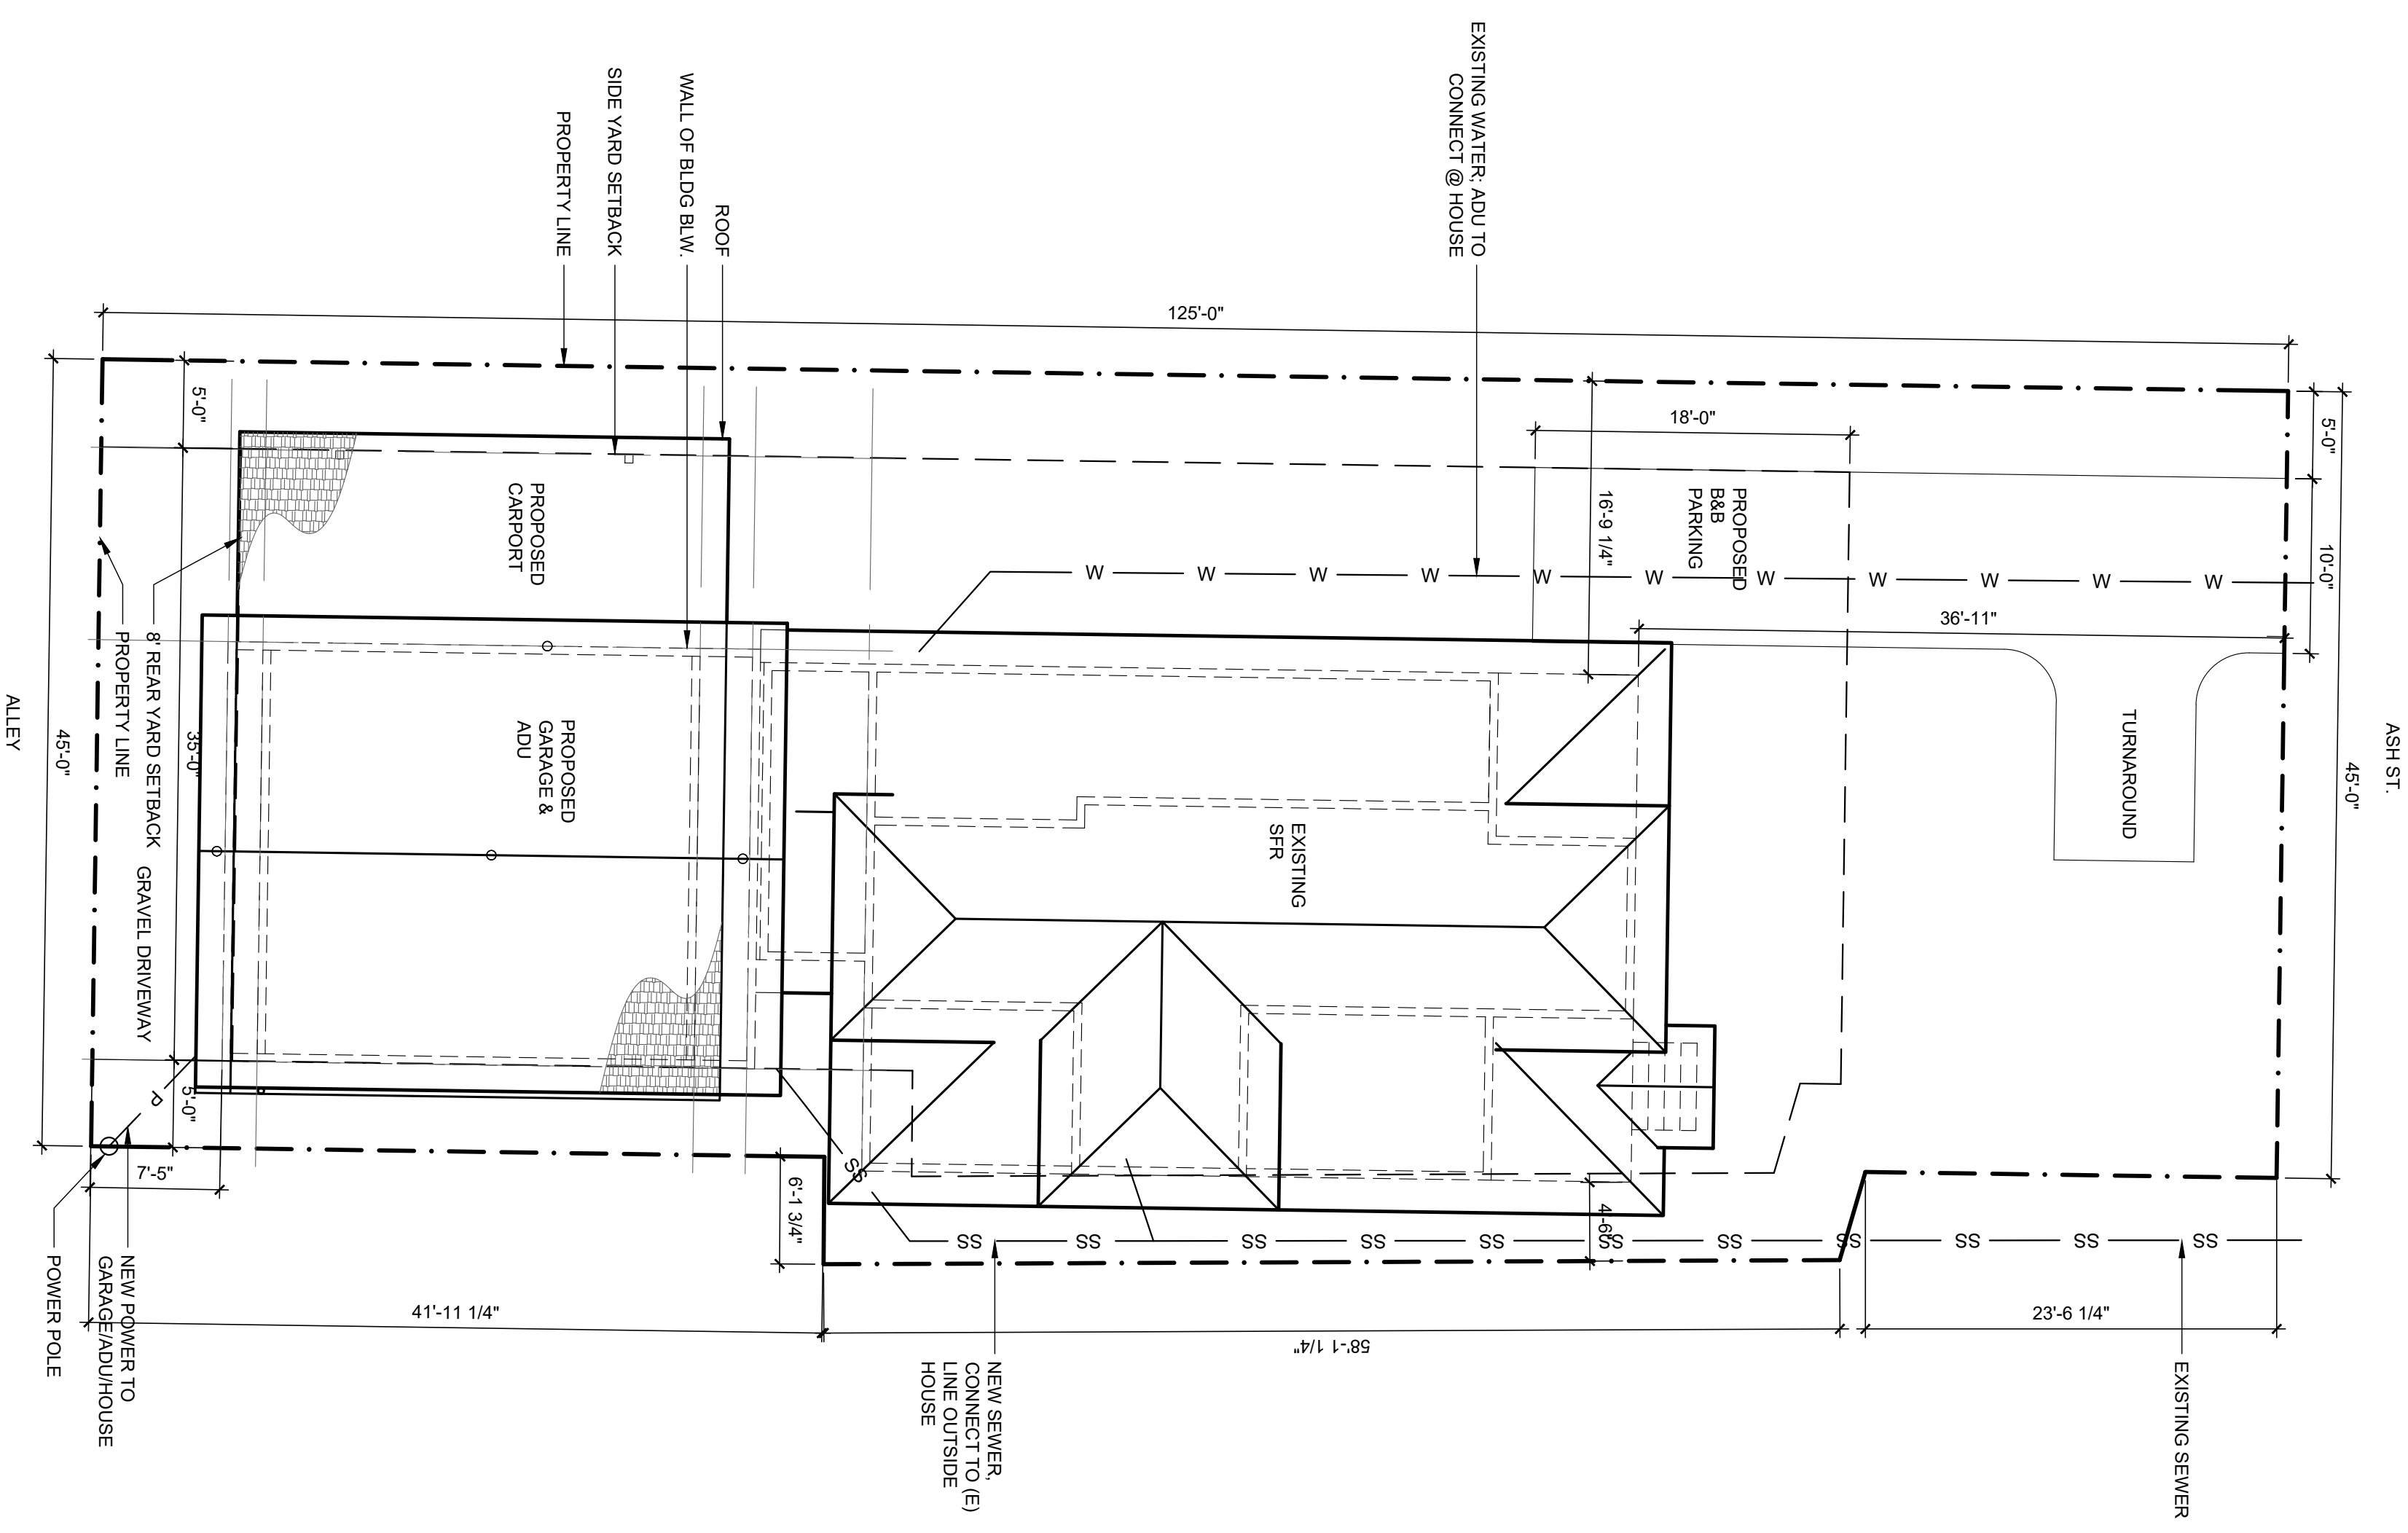 EXISTING WATER; ADU TO
CONNECT @ HOUSE
ROOF
WALL OF BLDG BLW.
SIDE YARD SETBACK
PROPERTY LINE
125'-0"
5'-0"
18'-0"
5'-0"
PROPOSED
B&B
PARKING
16'-9 1/4"
10'-0"
PROPOSED
CARPORT
W W W W W W W W W W W
36'-11"
8' REAR YARD SETBACK
PROPERTY LINE
ALLEY
45'-0"
35'-0"
PROPOSED
GARAGE &
ADU
EXISTING
SFR
TURNAROUND
ASH ST.
45'-0"
GRAVEL DRIVEWAY
P
5'-0"
7'-5"
6'-1 3/4"
SS
4'-6"
SS SS SS SS SS SS SS SS SS SS SS
41'-11 1/4"
58'-1 1/4"
23'-6 1/4"
POWER POLE
NEW POWER TO
GARAGE/ADU/HOUSE
NEW SEWER,
CONNECT TO (E)
LINE OUTSIDE
HOUSE
EXISTING SEWER